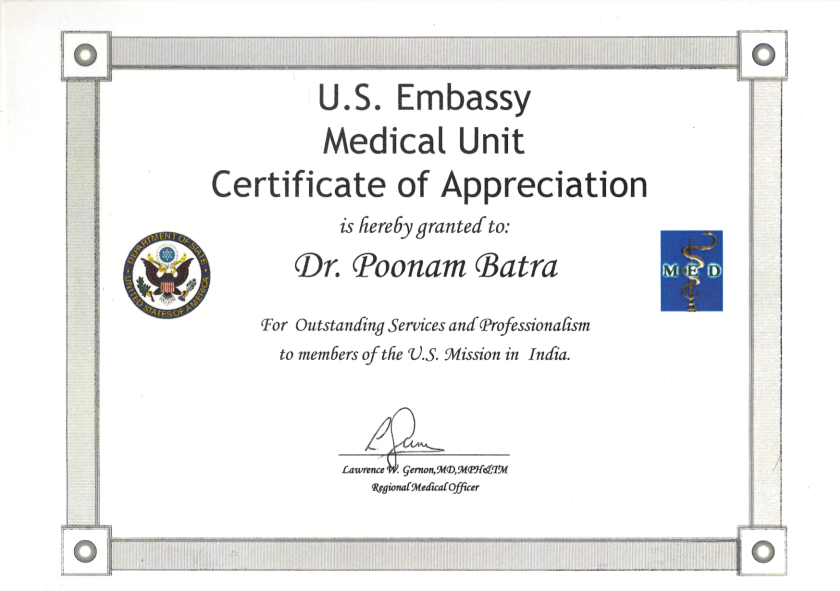 U.S. Embassy
Medical Unit
Certificate of Appreciation
is hereby granted to:
Dr. Poonam Batra
DEPARTMENT OF STATE
UNITED STATES OF AMERICA
MED
For Outstanding Services and Professionalism
to members of the U.S. Mission in India.
Lawrence W. Gernon,MD,MPH&TM
Regional Medical Officer